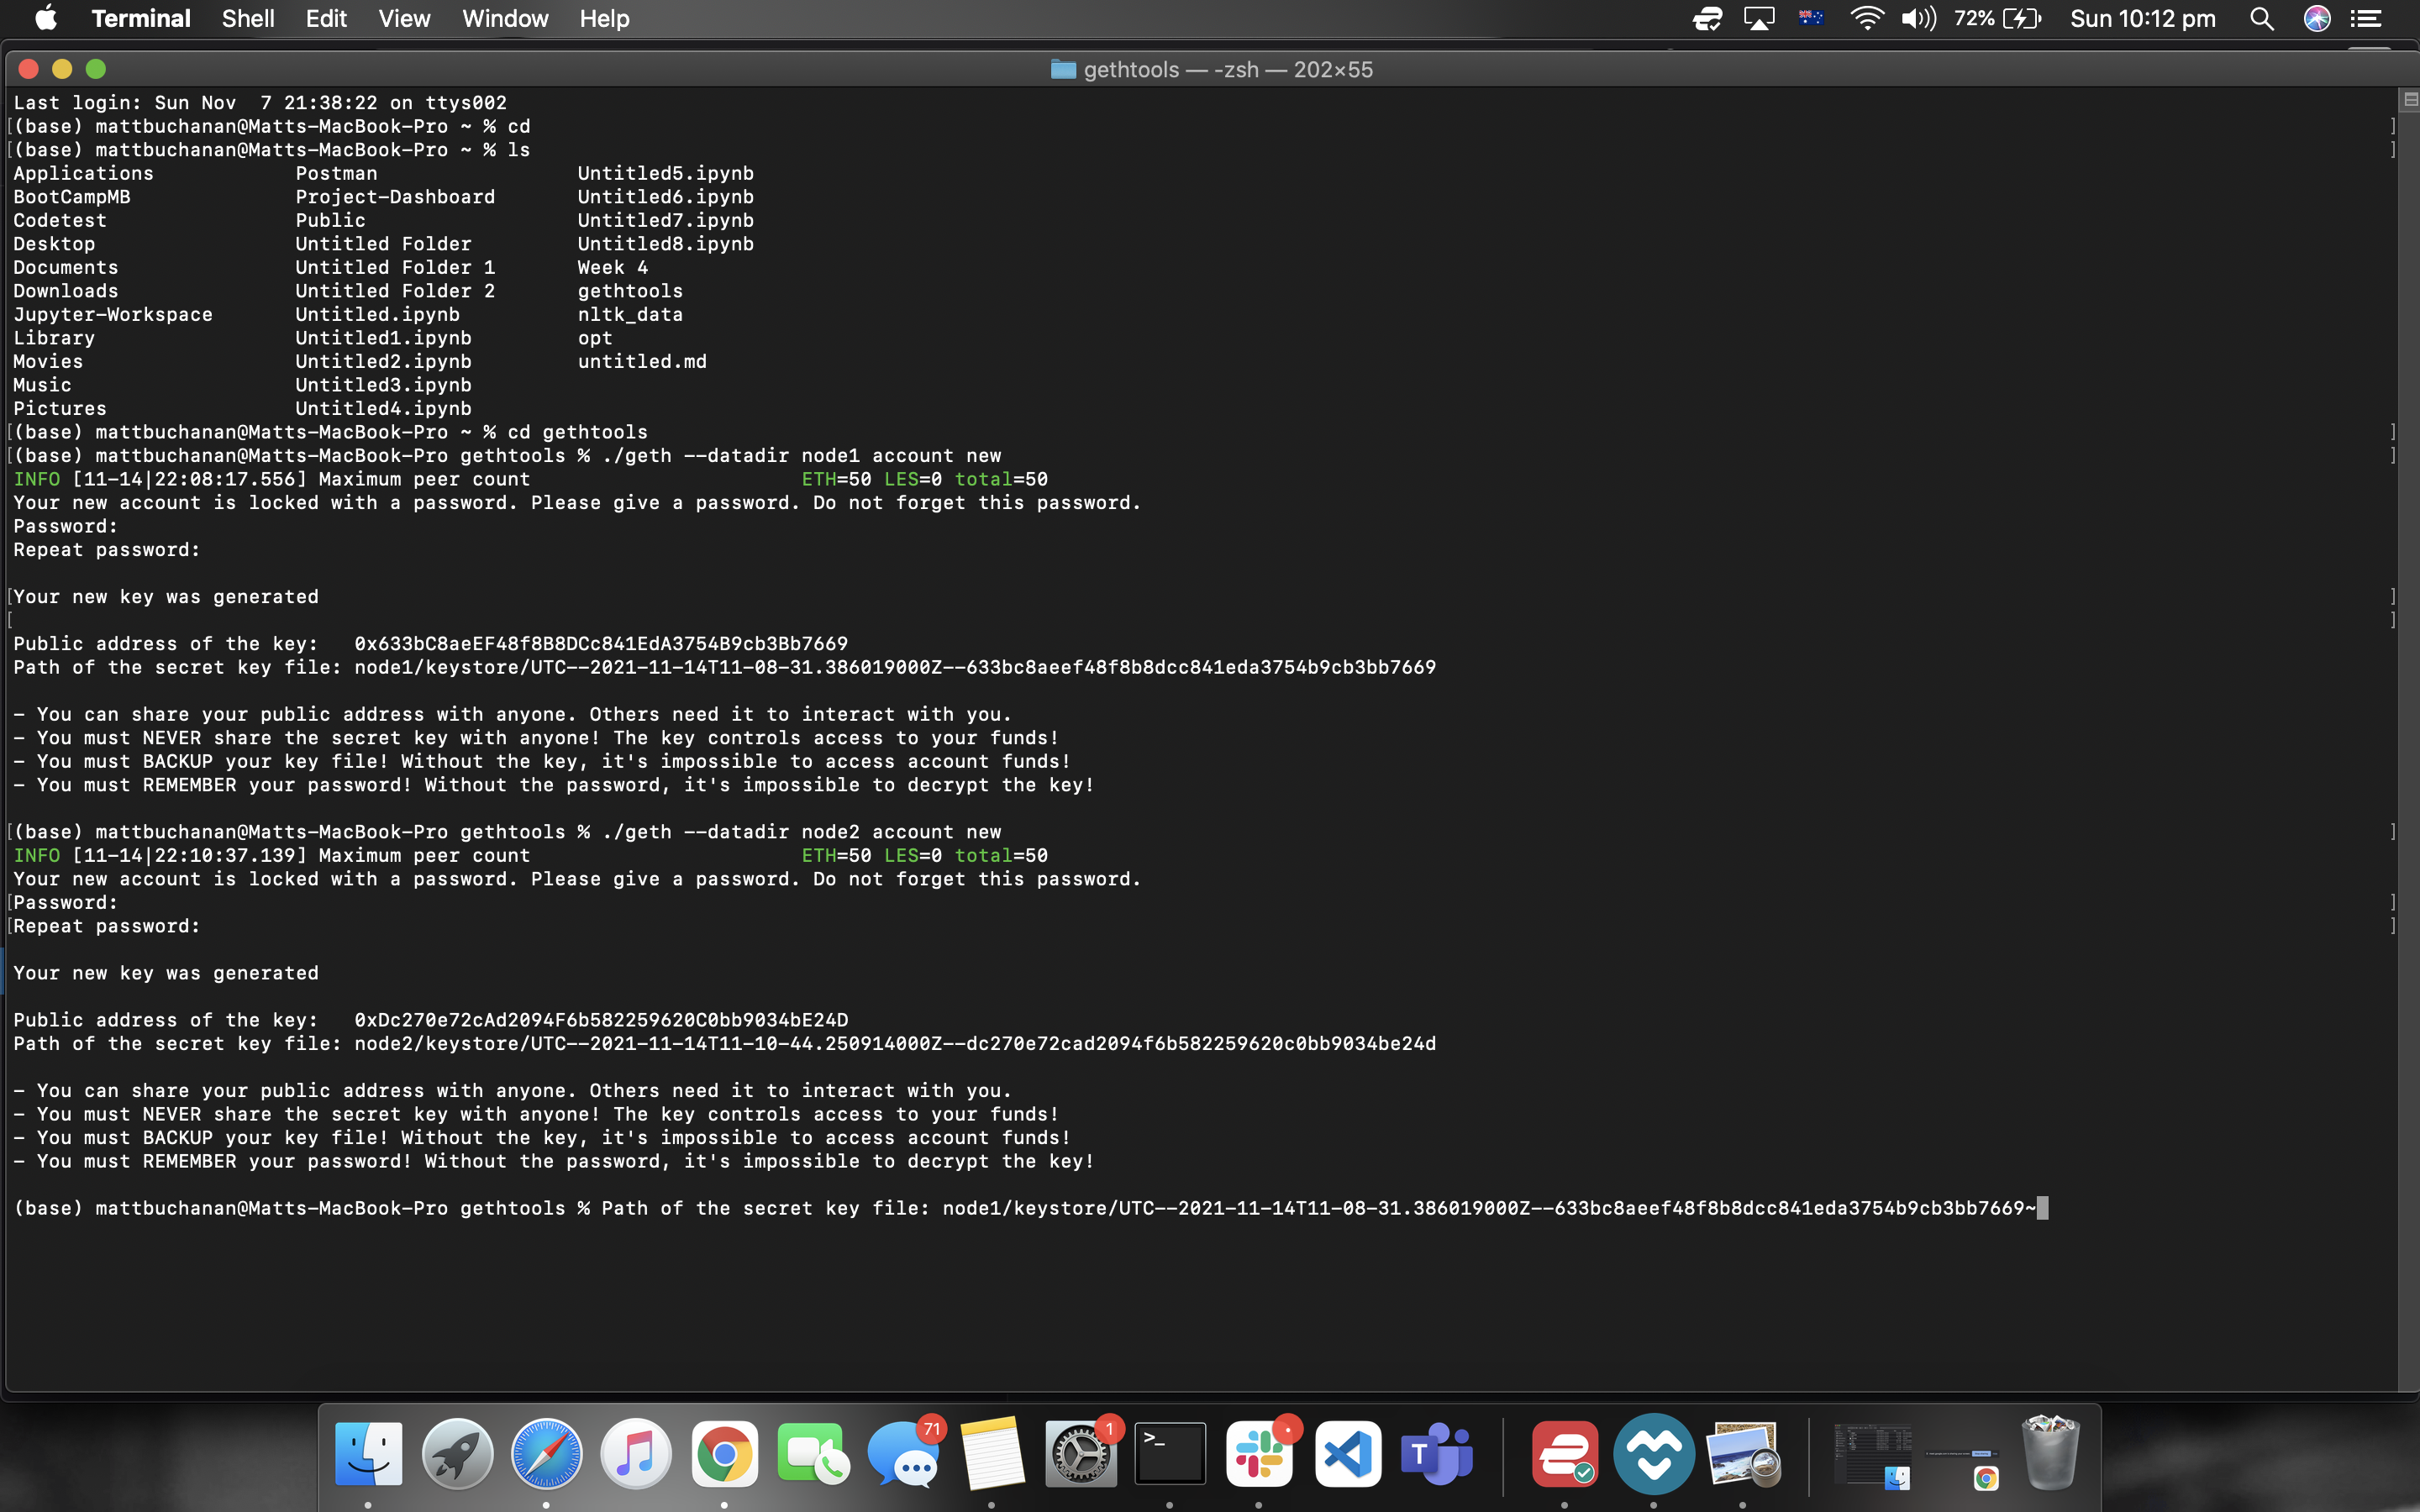 Terminal Shell Edit View Window Help 72% Sun 10:12 pm
gethtools — -zsh — 202×55
Last login: Sun Nov  7 21:38:22 on ttys002
[(base) mattbuchanan@Matts-MacBook-Pro ~ % cd ]
[(base) mattbuchanan@Matts-MacBook-Pro ~ % ls ]
Applications Postman Untitled5.ipynb
BootCampMB Project-Dashboard Untitled6.ipynb
Codetest Public Untitled7.ipynb
Desktop Untitled Folder Untitled8.ipynb
Documents Untitled Folder 1 Week 4
Downloads Untitled Folder 2 gethtools
Jupyter-Workspace Untitled.ipynb nltk_data
Library Untitled1.ipynb opt
Movies Untitled2.ipynb untitled.md
Music Untitled3.ipynb
Pictures Untitled4.ipynb
[(base) mattbuchanan@Matts-MacBook-Pro ~ % cd gethtools ]
[(base) mattbuchanan@Matts-MacBook-Pro gethtools % ./geth --datadir node1 account new ]
INFO [11-14|22:08:17.556] Maximum peer count ETH=50 LES=0 total=50
Your new account is locked with a password. Please give a password. Do not forget this password.
Password:
Repeat password:
[Your new key was generated ]
[ ]
Public address of the key:   0x633bC8aeEF48f8B8DCc841EdA3754B9cb3Bb7669
Path of the secret key file: node1/keystore/UTC--2021-11-14T11-08-31.386019000Z--633bc8aeef48f8b8dcc841eda3754b9cb3bb7669
- You can share your public address with anyone. Others need it to interact with you.
- You must NEVER share the secret key with anyone! The key controls access to your funds!
- You must BACKUP your key file! Without the key, it's impossible to access account funds!
- You must REMEMBER your password! Without the password, it's impossible to decrypt the key!
[(base) mattbuchanan@Matts-MacBook-Pro gethtools % ./geth --datadir node2 account new ]
INFO [11-14|22:10:37.139] Maximum peer count ETH=50 LES=0 total=50
Your new account is locked with a password. Please give a password. Do not forget this password.
[Password: ]
[Repeat password: ]
Your new key was generated
Public address of the key:   0xDc270e72cAd2094F6b582259620C0bb9034bE24D
Path of the secret key file: node2/keystore/UTC--2021-11-14T11-10-44.250914000Z--dc270e72cad2094f6b582259620c0bb9034be24d
- You can share your public address with anyone. Others need it to interact with you.
- You must NEVER share the secret key with anyone! The key controls access to your funds!
- You must BACKUP your key file! Without the key, it's impossible to access account funds!
- You must REMEMBER your password! Without the password, it's impossible to decrypt the key!
(base) mattbuchanan@Matts-MacBook-Pro gethtools % Path of the secret key file: node1/keystore/UTC--2021-11-14T11-08-31.386019000Z--633bc8aeef48f8b8dcc841eda3754b9cb3bb7669~
71 1 >_ T